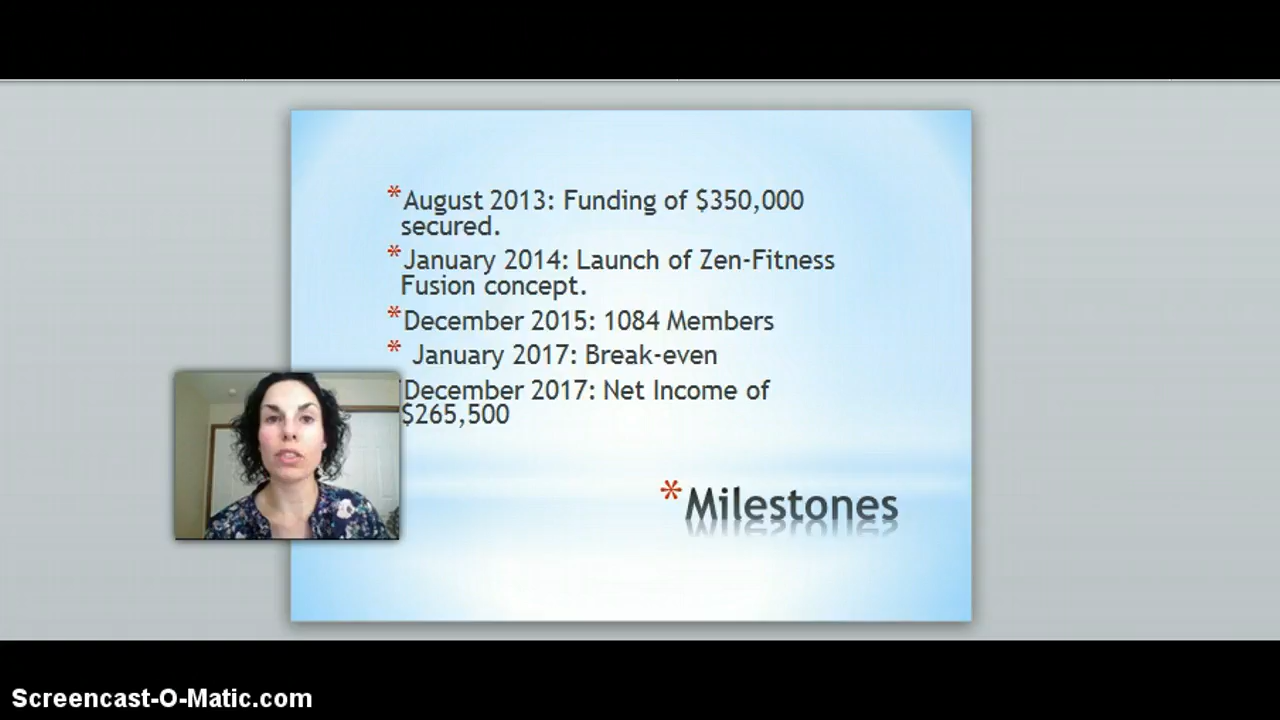 *August 2013: Funding of $350,000
secured.
*January 2014: Launch of Zen-Fitness
Fusion concept.
*December 2015: 1084 Members
* January 2017: Break-even
December 2017: Net Income of
$265,500
*Milestones
Screencast-O-Matic.com